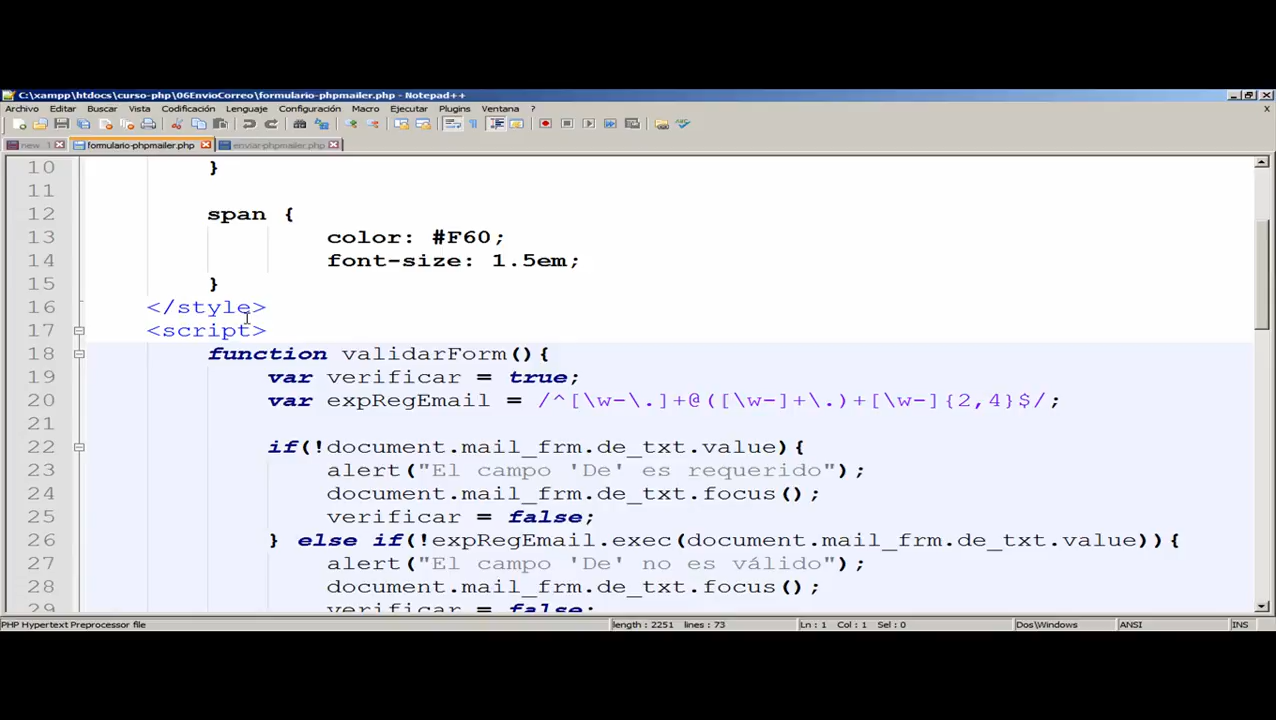 C:\xampp\htdocs\curso-php\06EnvioCorreo\formulario-phpmailer.php - Notepad++
Archivo Editar Buscar Vista Codificación Lenguaje Configuración Macro Ejecutar Plugins Ventana ?
new 1 formulario-phpmailer.php enviar-phpmailer.php
10 }
11
12 span {
13 color: #F60;
14 font-size: 1.5em;
15 }
16 </style>
17 <script>
18 function validarForm(){
19 var verificar = true;
20 var expRegEmail = /^[\w-\.]+@([\w-]+\.)+[\w-]{2,4}$/;
21
22 if(!document.mail_frm.de_txt.value){
23 alert("El campo 'De' es requerido");
24 document.mail_frm.de_txt.focus();
25 verificar = false;
26 } else if(!expRegEmail.exec(document.mail_frm.de_txt.value)){
27 alert("El campo 'De' no es válido");
28 document.mail_frm.de_txt.focus();
29 verificar = false;
PHP Hypertext Preprocessor file length : 2251 lines : 73 Ln : 1 Col : 1 Sel : 0 Dos\Windows ANSI INS